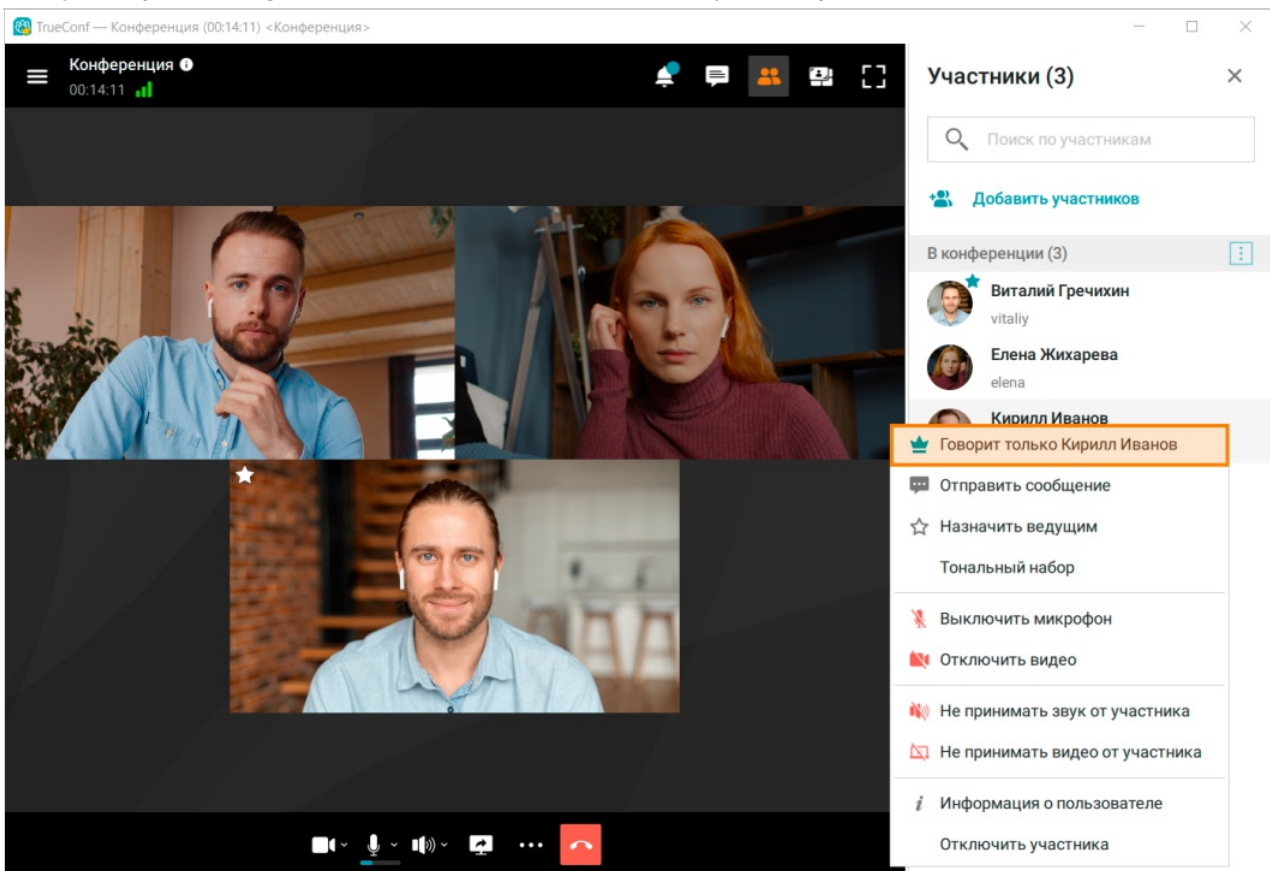 TrueConf — Конференция (00:14:11) <Конференция>
Конференция
00:14:11
Участники (3)
Поиск по участникам
Добавить участников
В конференции (3)
Виталий Гречихин
vitaliy
Елена Жихарева
elena
Кирилл Иванов
Говорит только Кирилл Иванов
Отправить сообщение
Назначить ведущим
Тональный набор
Выключить микрофон
Отключить видео
Не принимать звук от участника
Не принимать видео от участника
Информация о пользователе
Отключить участника